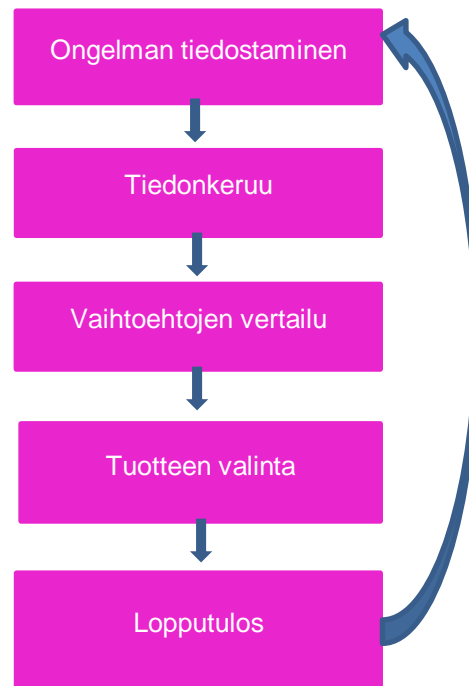 Ongelman tiedostaminen
Tiedonkeruu
Vaihtoehtojen vertailu
Tuotteen valinta
Lopputulos